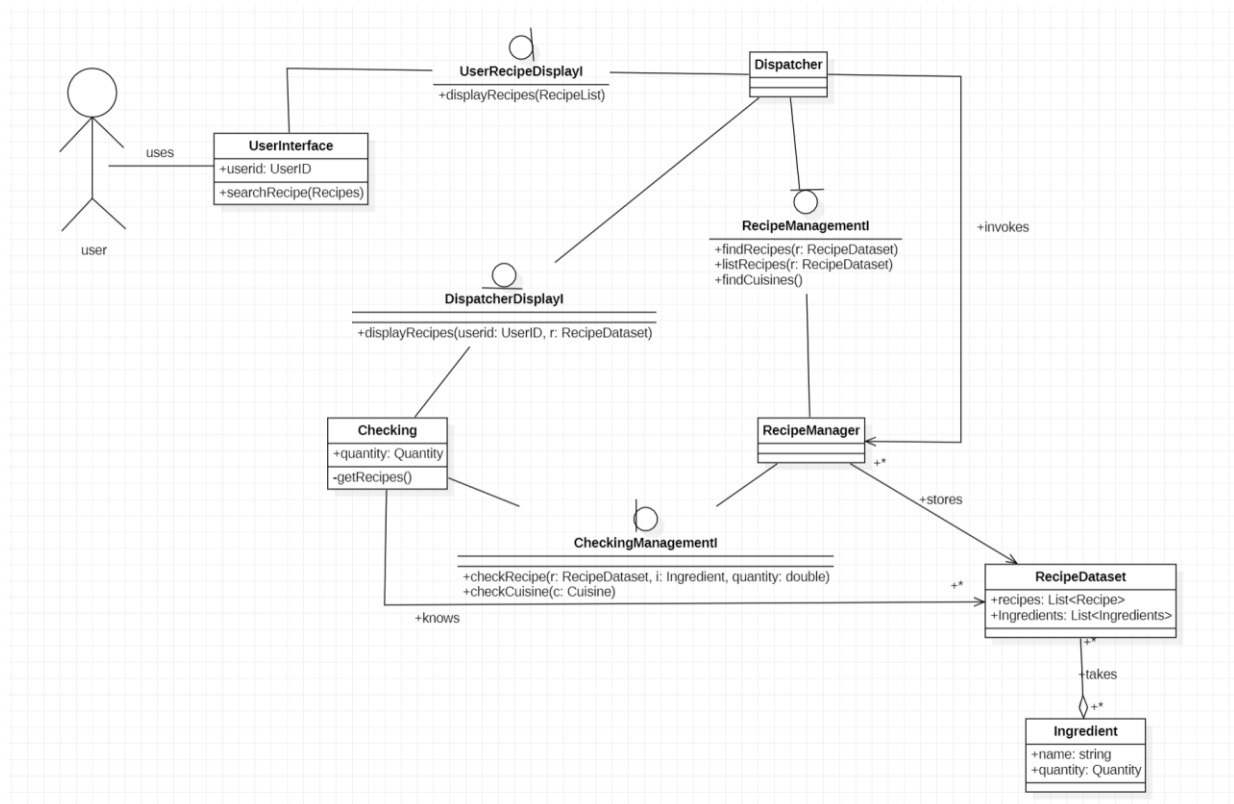 UserRecipeDisplayI
+displayRecipes(RecipeList)
Dispatcher
uses
UserInterface
+userid: UserID
+searchRecipe(Recipes)
user
RecipeManagementI
+findRecipes(r: RecipeDataset)
+listRecipes(r: RecipeDataset)
+findCuisines()
+invokes
DispatcherDisplayI
+displayRecipes(userid: UserID, r: RecipeDataset)
Checking
+quantity: Quantity
-getRecipes()
RecipeManager
+*
+stores
CheckingManagementI
+checkRecipe(r: RecipeDataset, i: Ingredient, quantity: double)
+checkCuisine(c: Cuisine)
+*
+knows
RecipeDataset
+recipes: List<Recipe>
+Ingredients: List<Ingredients>
+*
+takes
+*
Ingredient
+name: string
+quantity: Quantity